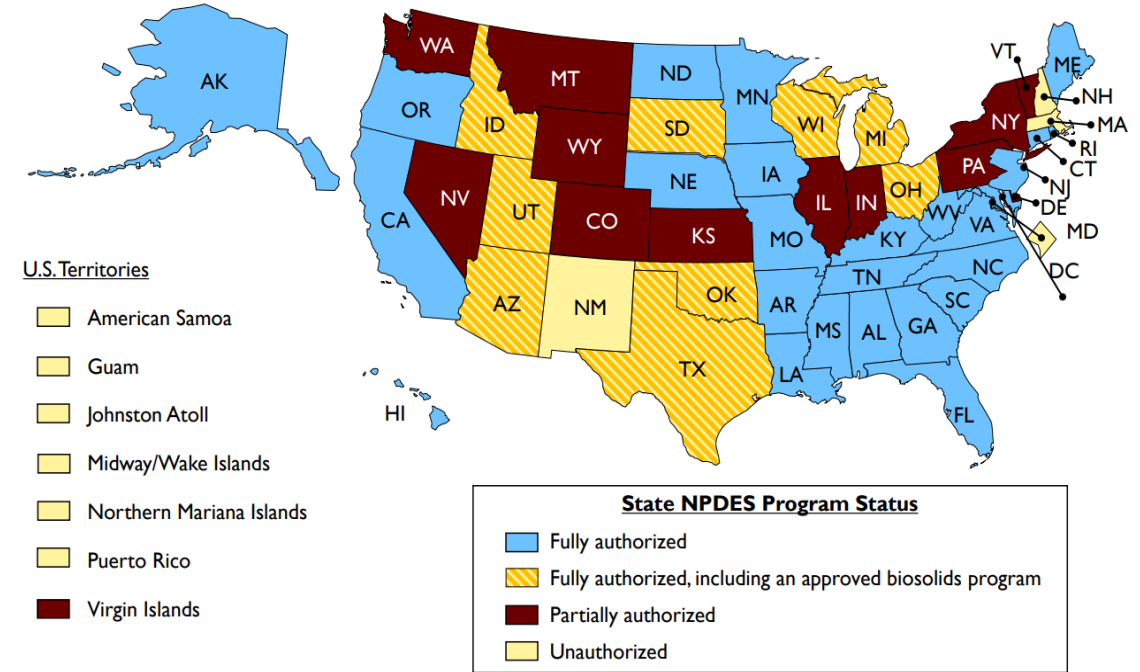 AK
WA
MT
ND
MN
VT
ME
NH
MA
RI
CT
NJ
DE
MD
DC
OR
ID
SD
WI
MI
NY
WY
PA
IA
NE
OH
NV
UT
IL
IN
CA
CO
KS
MO
KY
WV
VA
AZ
NM
OK
TN
NC
AR
SC
MS
AL
GA
TX
LA
FL
HI
U.S. Territories
American Samoa
Guam
Johnston Atoll
Midway/Wake Islands
Northern Mariana Islands
Puerto Rico
Virgin Islands
State NPDES Program Status
Fully authorized
Fully authorized, including an approved biosolids program
Partially authorized
Unauthorized